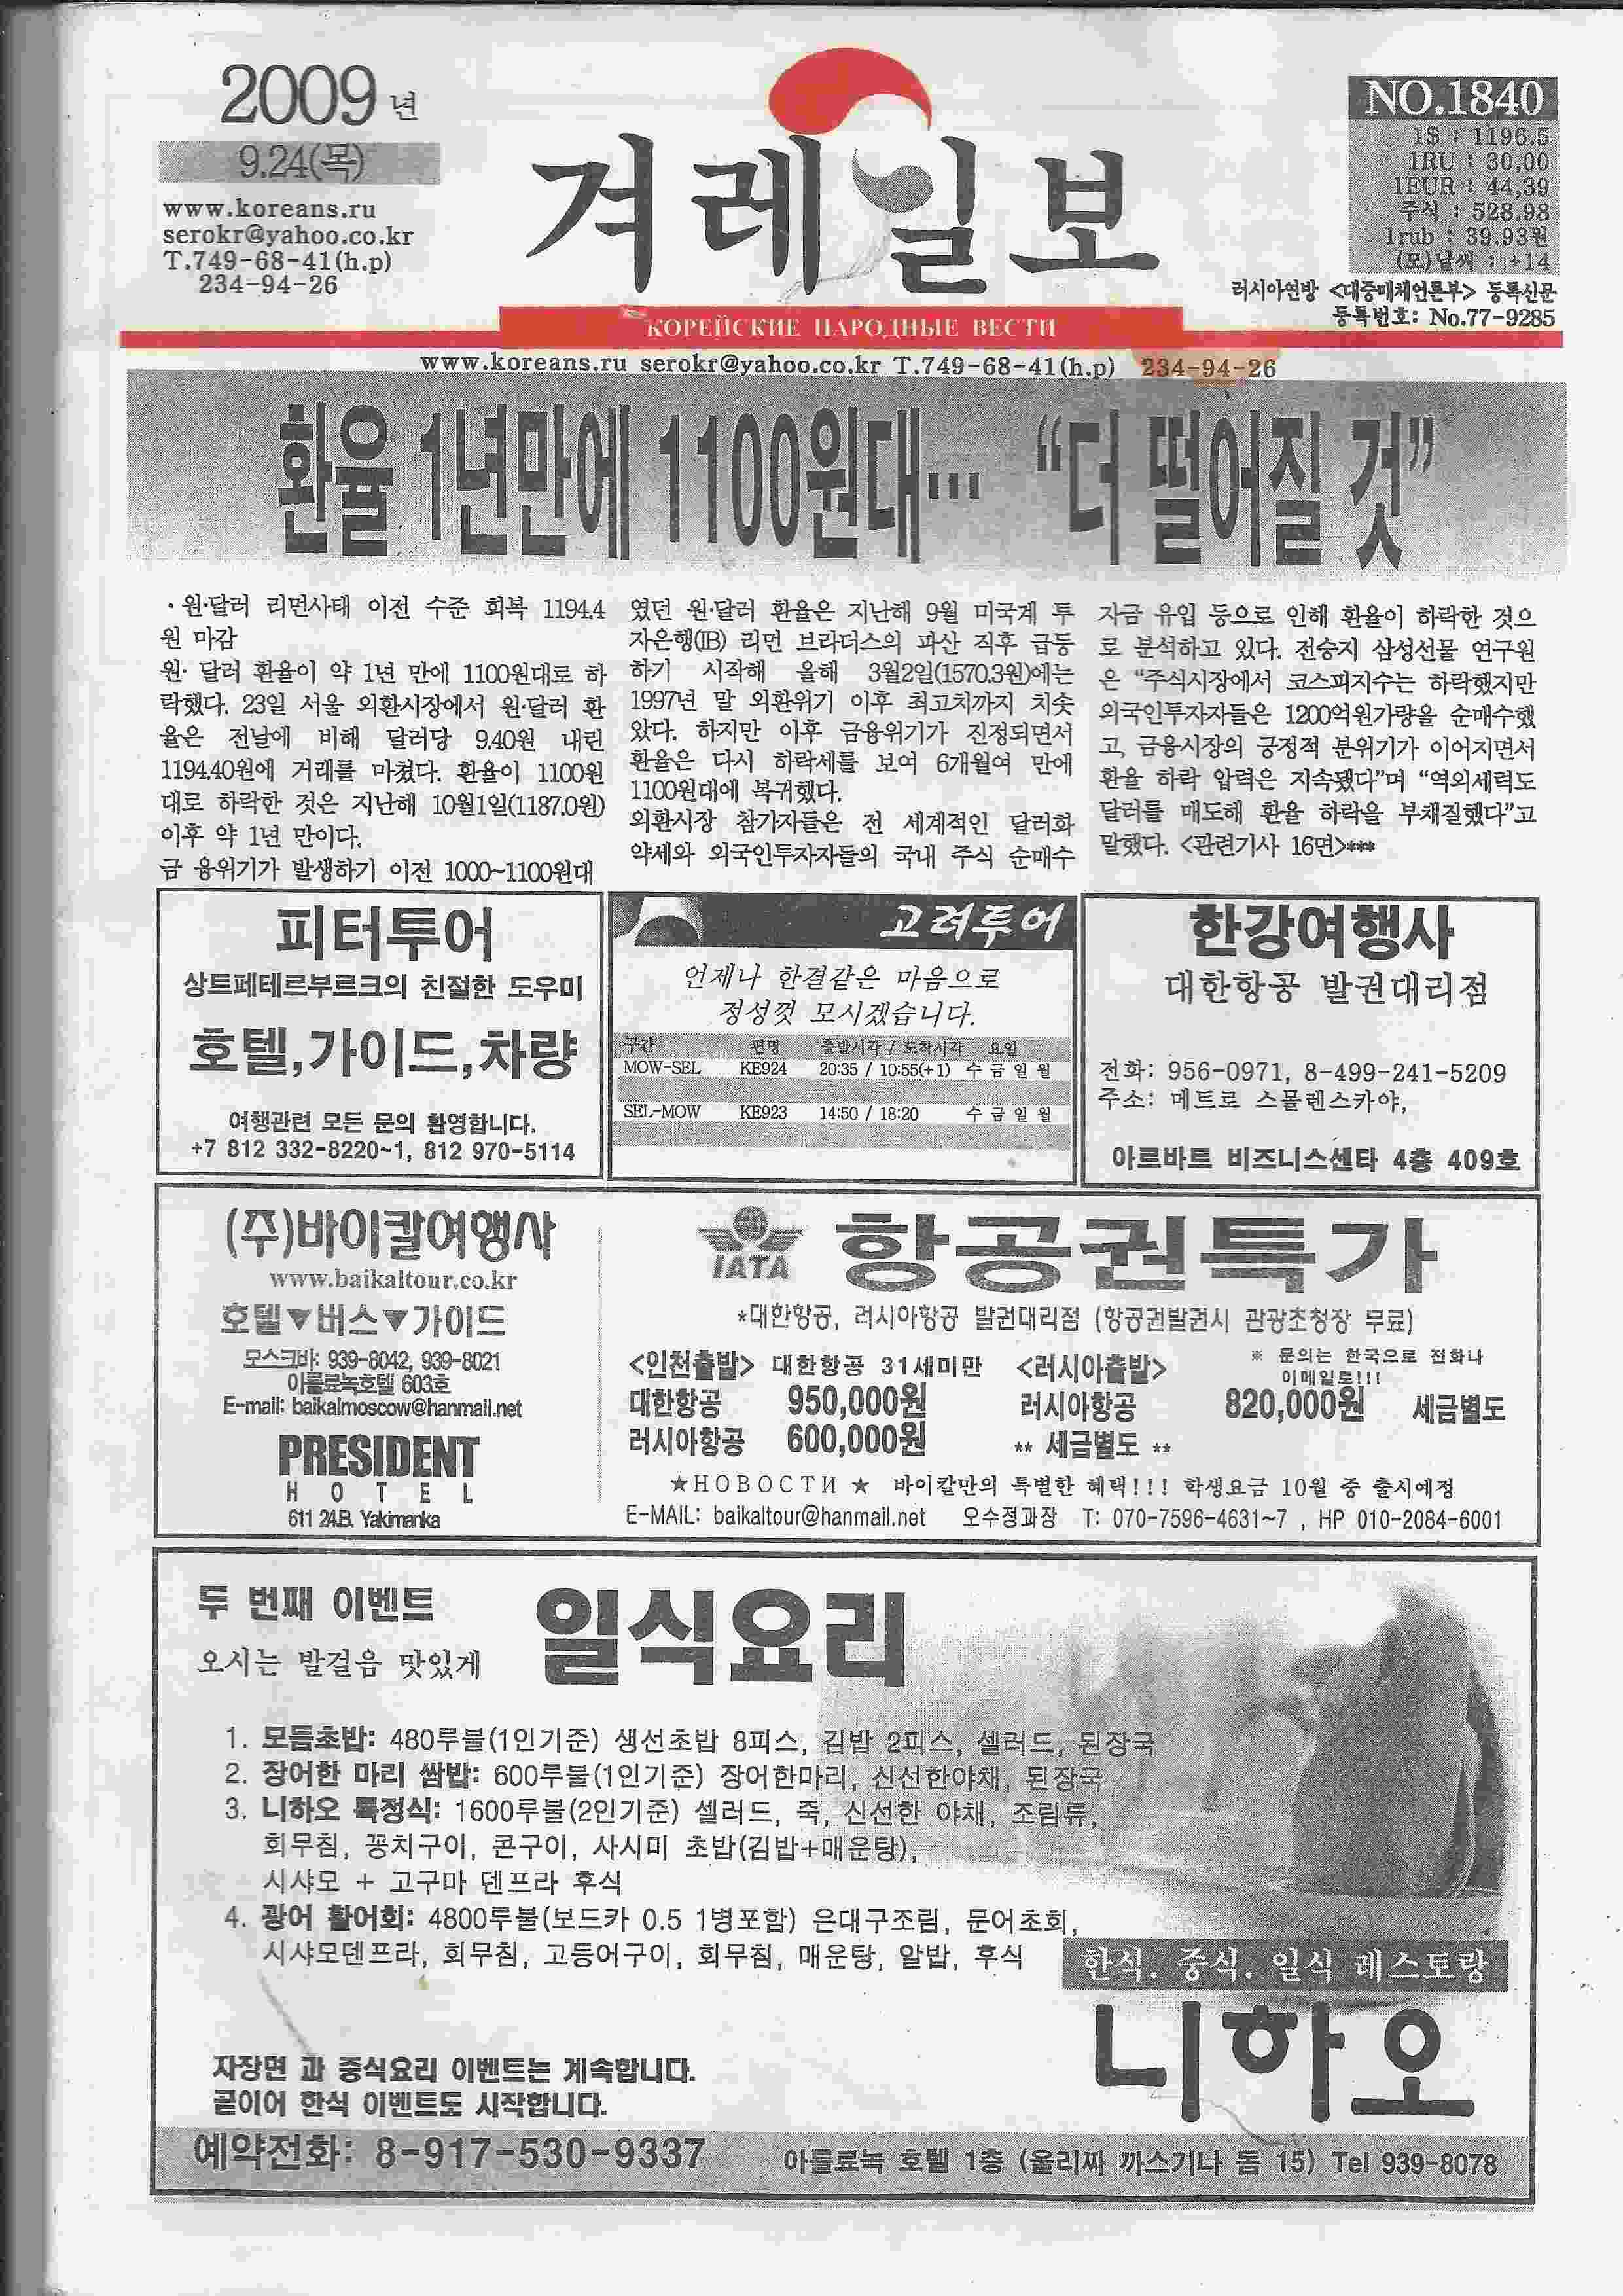 2009년
9.24(목)
www.koreans.ru
serokr@yahoo.co.kr
T.749-68-41(h.p)
234-94-26
겨레일보
КОРЕЙСКИЕ НАРОДНЫЕ ВЕСТИ
NO.1840
1$ : 1196.5
1RU : 30,00
1EUR : 44,39
주식 : 528.98
1rub : 39.93원
(모)날씨 : +14
러시아연방 <대중매체언론부> 등록신문
등록번호: No.77-9285
www.koreans.ru serokr@yahoo.co.kr T.749-68-41(h.p) 234-94-26
환율 1년만에 1100원대… “더 떨어질 것”
·원·달러 리먼사태 이전 수준 회복 1194.4
원 마감
원· 달러 환율이 약 1년 만에 1100원대로 하
락했다. 23일 서울 외환시장에서 원·달러 환
율은 전날에 비해 달러당 9.40원 내린
1194.40원에 거래를 마쳤다. 환율이 1100원
대로 하락한 것은 지난해 10월1일(1187.0원)
이후 약 1년 만이다.
금 융위기가 발생하기 이전 1000~1100원대
였던 원·달러 환율은 지난해 9월 미국계 투
자은행(IB) 리먼 브라더스의 파산 직후 급등
하기 시작해 올해 3월2일(1570.3원)에는
1997년 말 외환위기 이후 최고치까지 치솟
았다. 하지만 이후 금융위기가 진정되면서
환율은 다시 하락세를 보여 6개월여 만에
1100원대에 복귀했다.
외환시장 참가자들은 전 세계적인 달러화
약세와 외국인투자자들의 국내 주식 순매수
자금 유입 등으로 인해 환율이 하락한 것으
로 분석하고 있다. 전승지 삼성선물 연구원
은 “주식시장에서 코스피지수는 하락했지만
외국인투자자들은 1200억원가량을 순매수했
고, 금융시장의 긍정적 분위기가 이어지면서
환율 하락 압력은 지속됐다”며 “역외세력도
달러를 매도해 환율 하락을 부채질했다”고
말했다. <관련기사 16면>***
피터투어
상트페테르부르크의 친절한 도우미
호텔,가이드,차량
여행관련 모든 문의 환영합니다.
+7 812 332-8220~1, 812 970-5114
고려투어
언제나 한결같은 마음으로
정성껏 모시겠습니다.
구간 편명 출발시각 / 도착시각 요일
MOW-SEL KE924 20:35 / 10:55(+1) 수 금 일 월
SEL-MOW KE923 14:50 / 18:20 수 금 일 월
한강여행사
대한항공 발권대리점
전화: 956-0971, 8-499-241-5209
주소: 메트로 스몰렌스카야,
아르바트 비즈니스센타 4층 409호
(주)바이칼여행사
www.baikaltour.co.kr
호텔▼버스▼가이드
모스크바: 939-8042, 939-8021
아를료녹호텔 603호
E-mail: baikalmoscow@hanmail.net
PRESIDENT
HOTEL
611 24.B. Yakimanka
IATA
항공권특가
*대한항공, 러시아항공 발권대리점 (항공권발권시 관광초청장 무료)
<인천출발> 대한항공 31세미만 <러시아출발>
※ 문의는 한국으로 전화나
이메일로!!!
대한항공 950,000원 러시아항공 820,000원 세금별도
러시아항공 600,000원 ** 세금별도 **
★НОВОСТИ★ 바이칼만의 특별한 혜택!!! 학생요금 10월 중 출시예정
E-MAIL: baikaltour@hanmail.net 오수정과장 T: 070-7596-4631~7 , HP 010-2084-6001
두 번째 이벤트
오시는 발걸음 맛있게
일식요리
1. 모듬초밥: 480루블(1인기준) 생선초밥 8피스, 김밥 2피스, 셀러드, 된장국
2. 장어한 마리 쌈밥: 600루블(1인기준) 장어한마리, 신선한야채, 된장국
3. 니하오 특정식: 1600루블(2인기준) 셀러드, 죽, 신선한 야채, 조림류,
회무침, 꽁치구이, 콘구이, 사시미 초밥(김밥+매운탕),
시샤모 + 고구마 덴프라 후식
4. 광어 활어회: 4800루블(보드카 0.5 1병포함) 은대구조림, 문어초회,
시샤모덴프라, 회무침, 고등어구이, 회무침, 매운탕, 알밥, 후식
한식. 중식. 일식 레스토랑
니하오
자장면 과 중식요리 이벤트는 계속합니다.
곧이어 한식 이벤트도 시작합니다.
예약전화: 8-917-530-9337
아를료녹 호텔 1층 (울리짜 까스기나 돔 15) Tel 939-8078